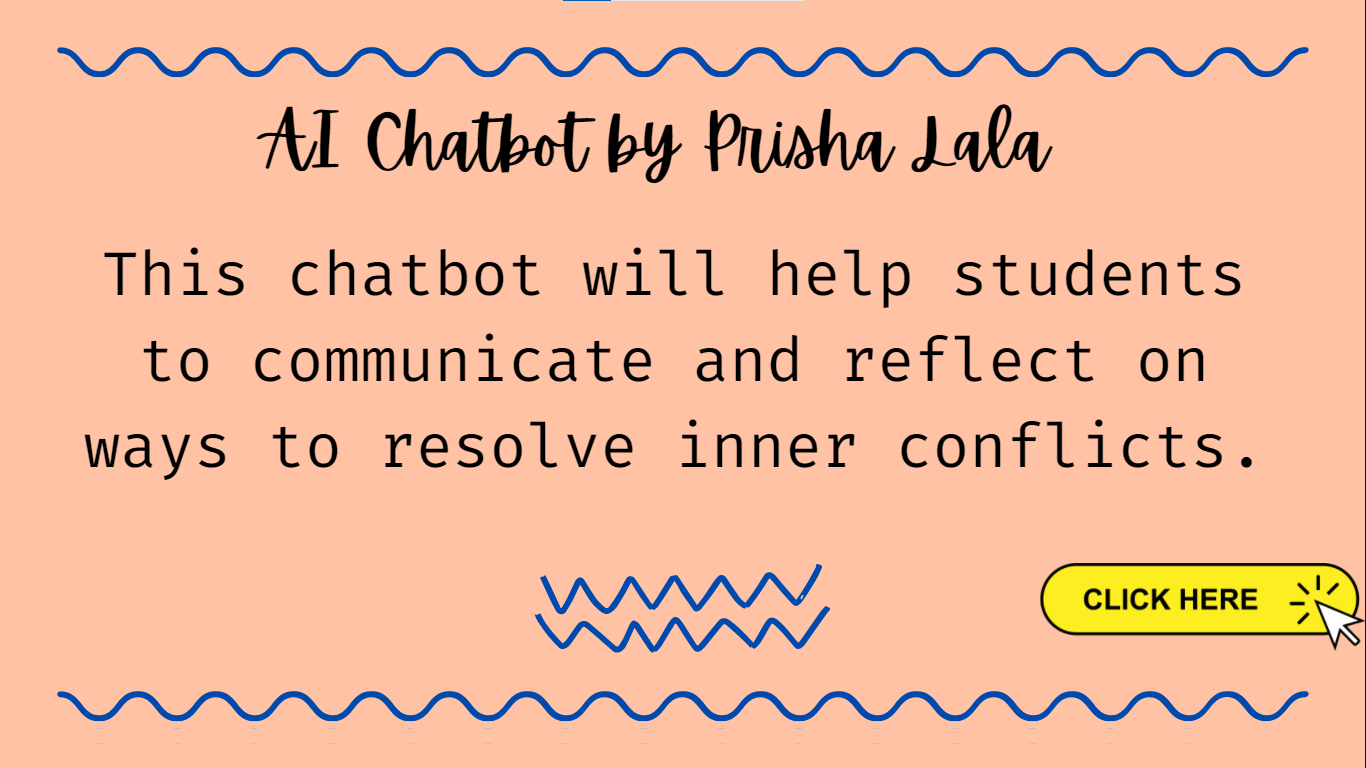 AI Chatbot by Prisha Lala
This chatbot will help students
to communicate and reflect on
ways to resolve inner conflicts.
CLICK HERE